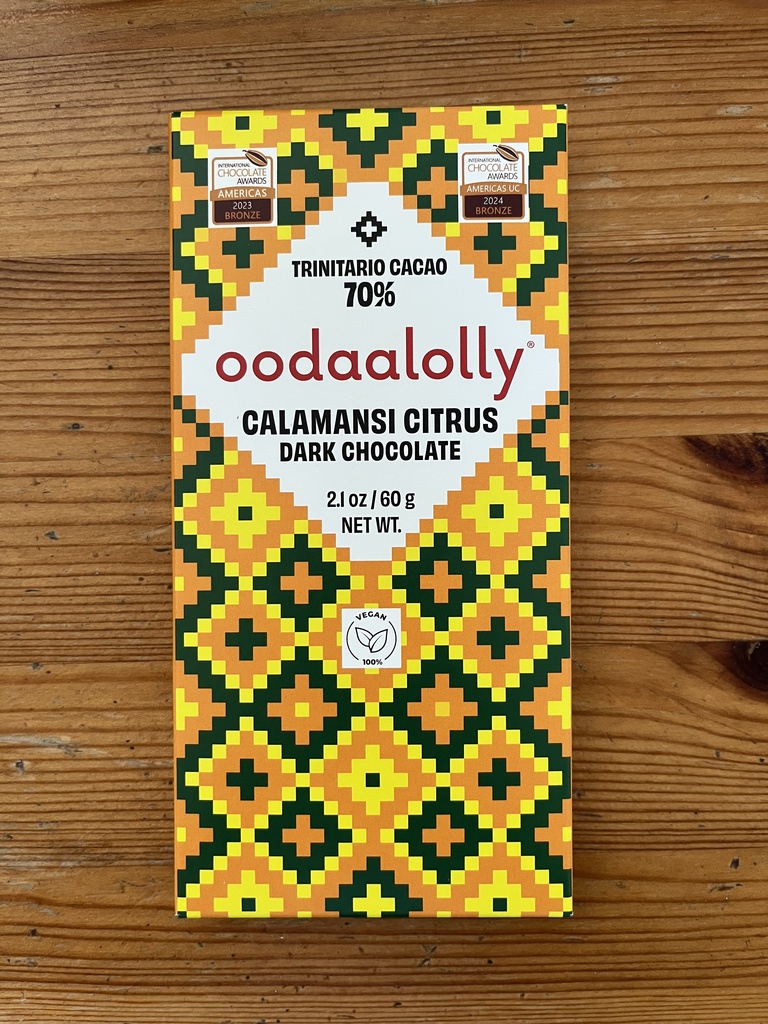 INTERNATIONAL
CHOCOLATE
AWARDS
AMERICAS
2023
BRONZE
INTERNATIONAL
CHOCOLATE
AWARDS
AMERICAS UC
2024
BRONZE
TRINITARIO CACAO
70%
oodaalolly®
CALAMANSI CITRUS
DARK CHOCOLATE
2.1 oz / 60 g
NET WT.
VEGAN
100%